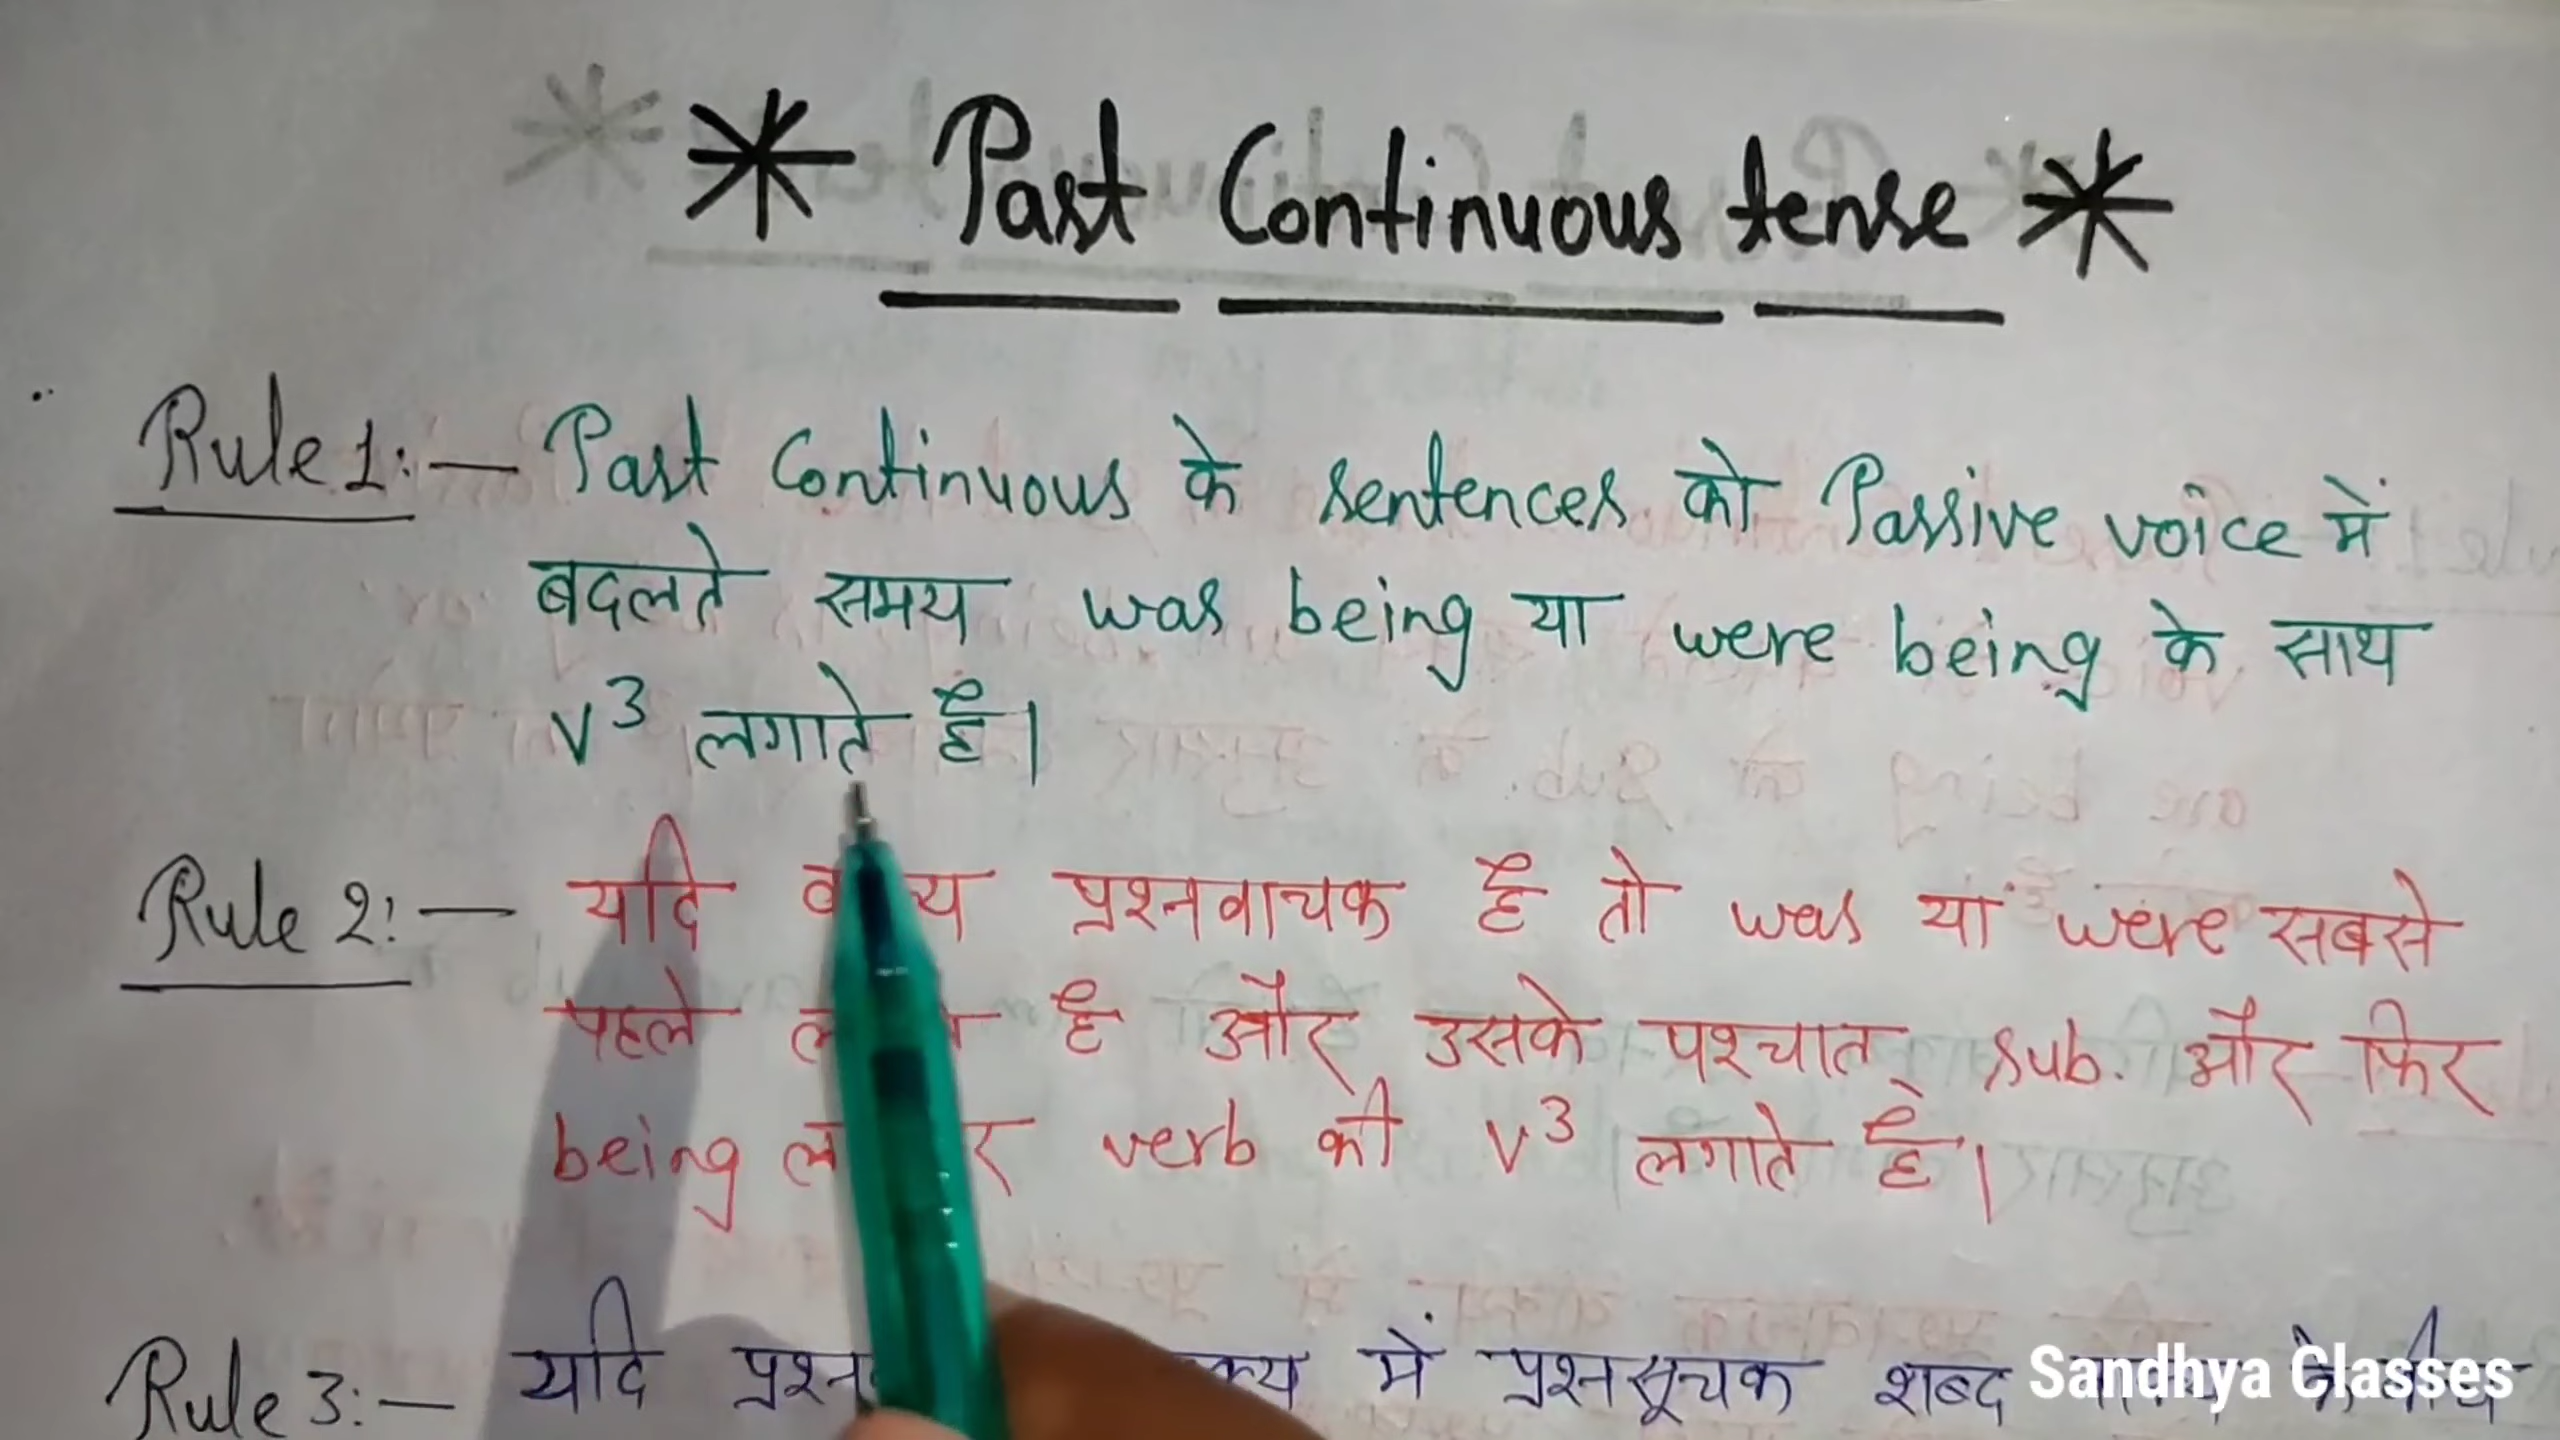 * Past Continuous tense *
Rule 1:— Past Continuous के sentences को Passive voice में
बदलते समय was being या were being के साथ
V³ लगाते है।
Rule 2:— यदि प्रश्नवाचक है तो was या were सबसे
पहले है और उसके पश्चात् sub. और फिर
being verb की V³ लगाते है।
Rule 3:— यदि में प्रश्नसूचक शब्द
Sandhya Classes